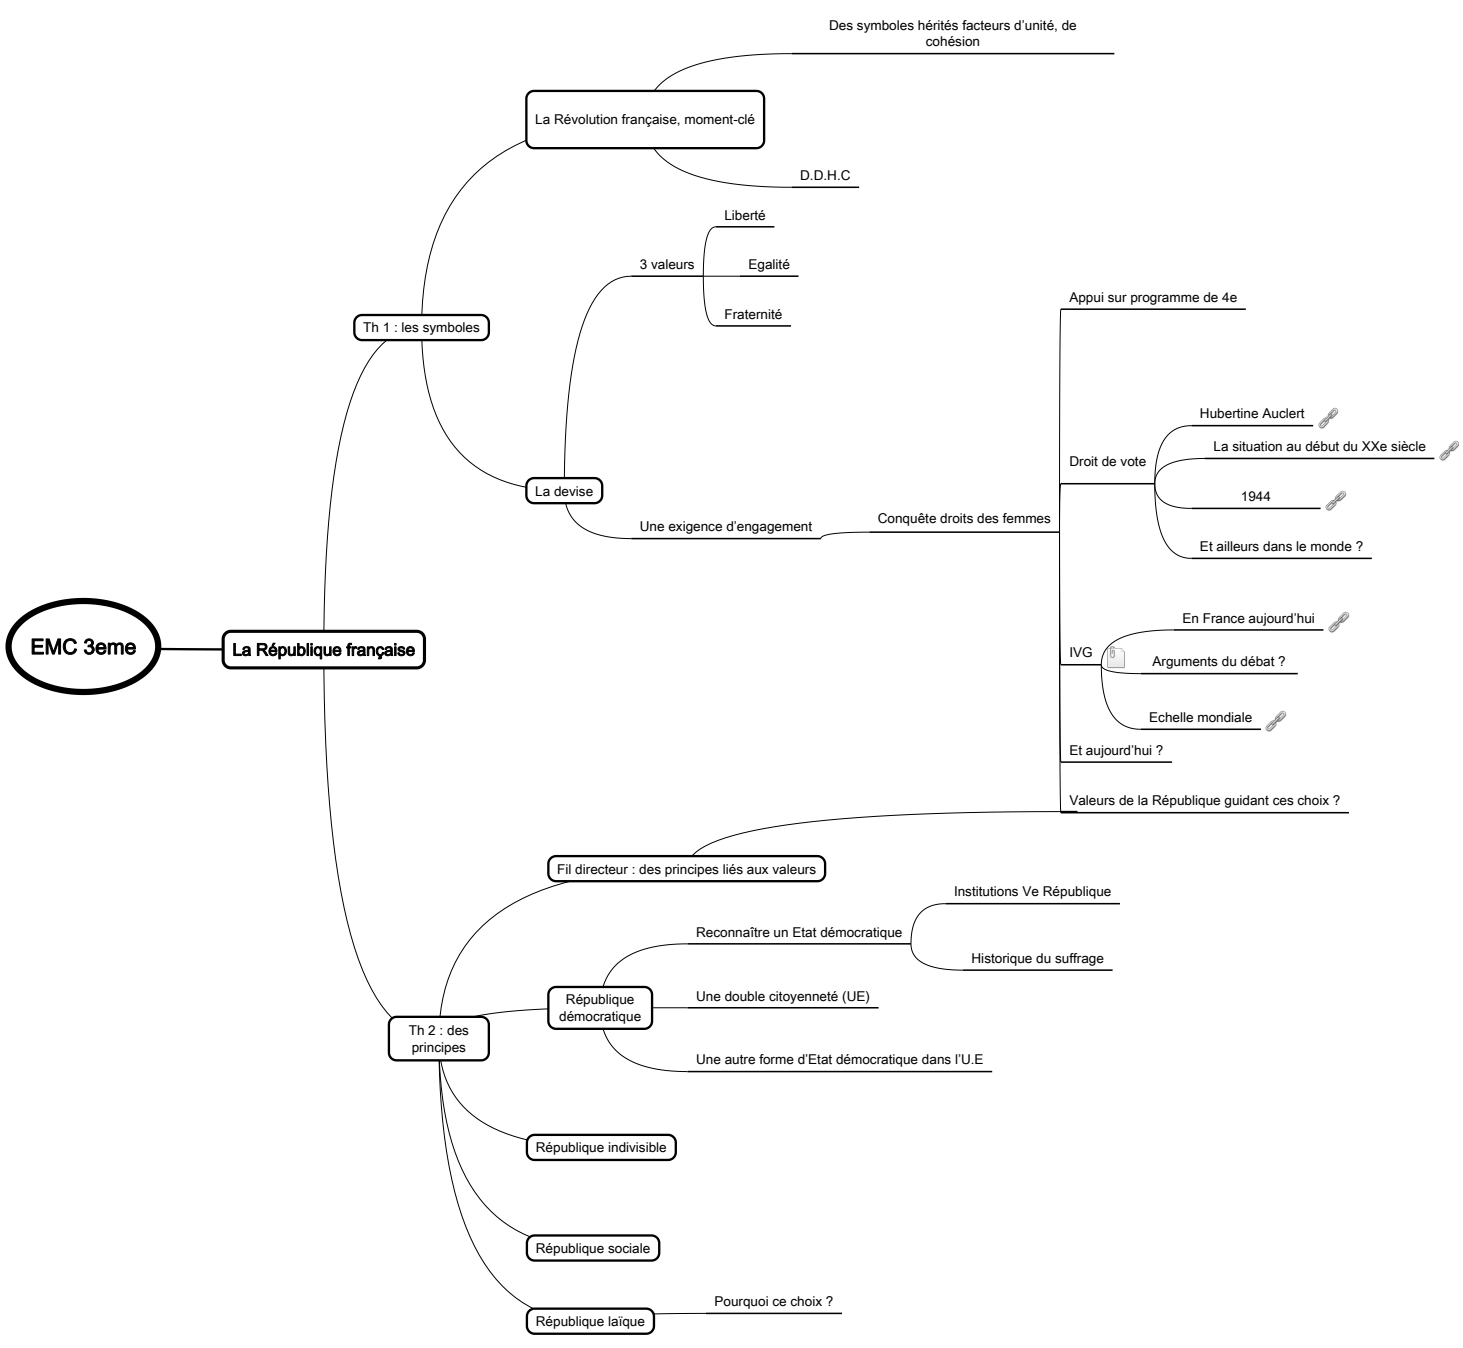 Des symboles hérités facteurs d'unité, de
cohésion
La Révolution française, moment-clé
D.D.H.C
Liberté
3 valeurs
Egalité
Fraternité
Appui sur programme de 4e
Th 1 : les symboles
Hubertine Auclert
La situation au début du XXe siècle
Droit de vote
1944
La devise
Conquête droits des femmes
Une exigence d'engagement
Et ailleurs dans le monde ?
En France aujourd'hui
EMC 3eme
La République française
IVG
Arguments du débat ?
Echelle mondiale
Et aujourd'hui ?
Valeurs de la République guidant ces choix ?
Fil directeur : des principes liés aux valeurs
Institutions Ve République
Reconnaître un Etat démocratique
Historique du suffrage
République
démocratique
Une double citoyenneté (UE)
Th 2 : des
principes
Une autre forme d'Etat démocratique dans l'U.E
République indivisible
République sociale
Pourquoi ce choix ?
République laïque